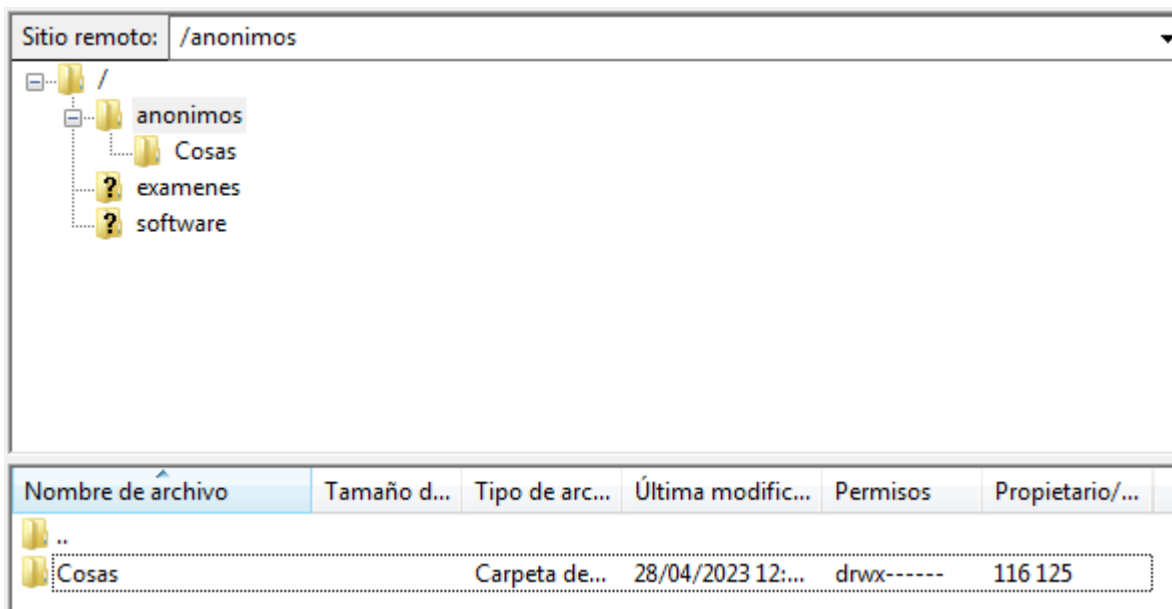 Sitio remoto: /anonimos
/
anonimos
Cosas
? examenes
? software
Nombre de archivo Tamaño d... Tipo de arc... Última modific... Permisos Propietario/...
..
Cosas Carpeta de... 28/04/2023 12:... drwx------ 116 125